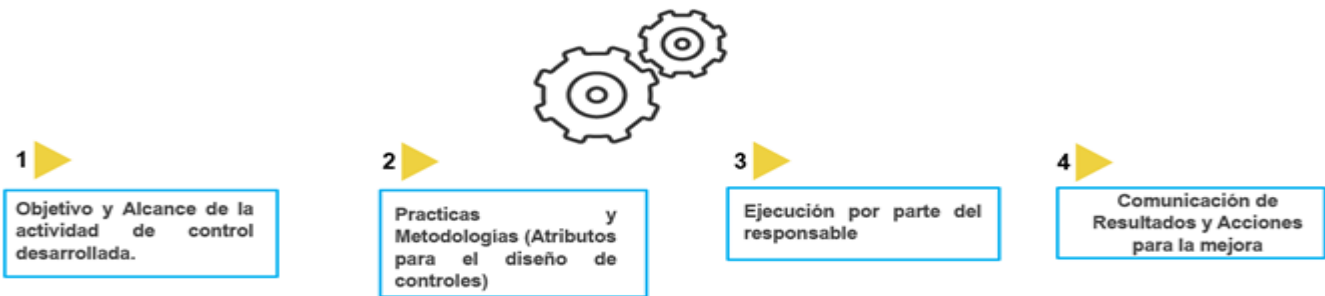 1
Objetivo y Alcance de la
actividad de control
desarrollada.
2
Practicas y
Metodologías (Atributos
para el diseño de
controles)
3
Ejecución por parte del
responsable
4
Comunicación de
Resultados y Acciones
para la mejora